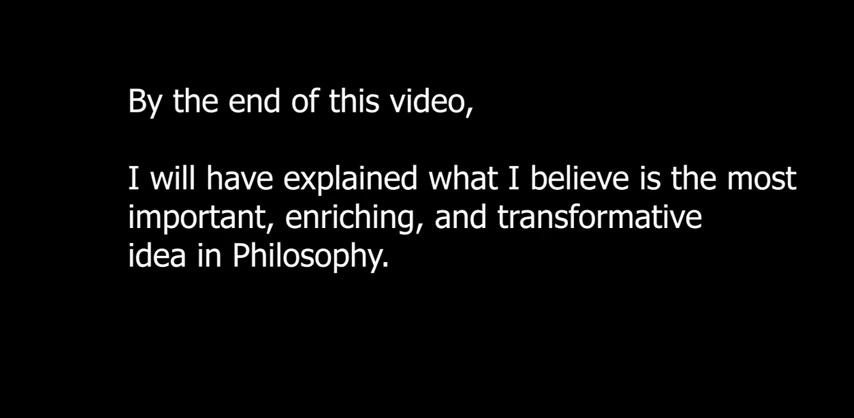 By the end of this video,
I will have explained what I believe is the most
important, enriching, and transformative
idea in Philosophy.